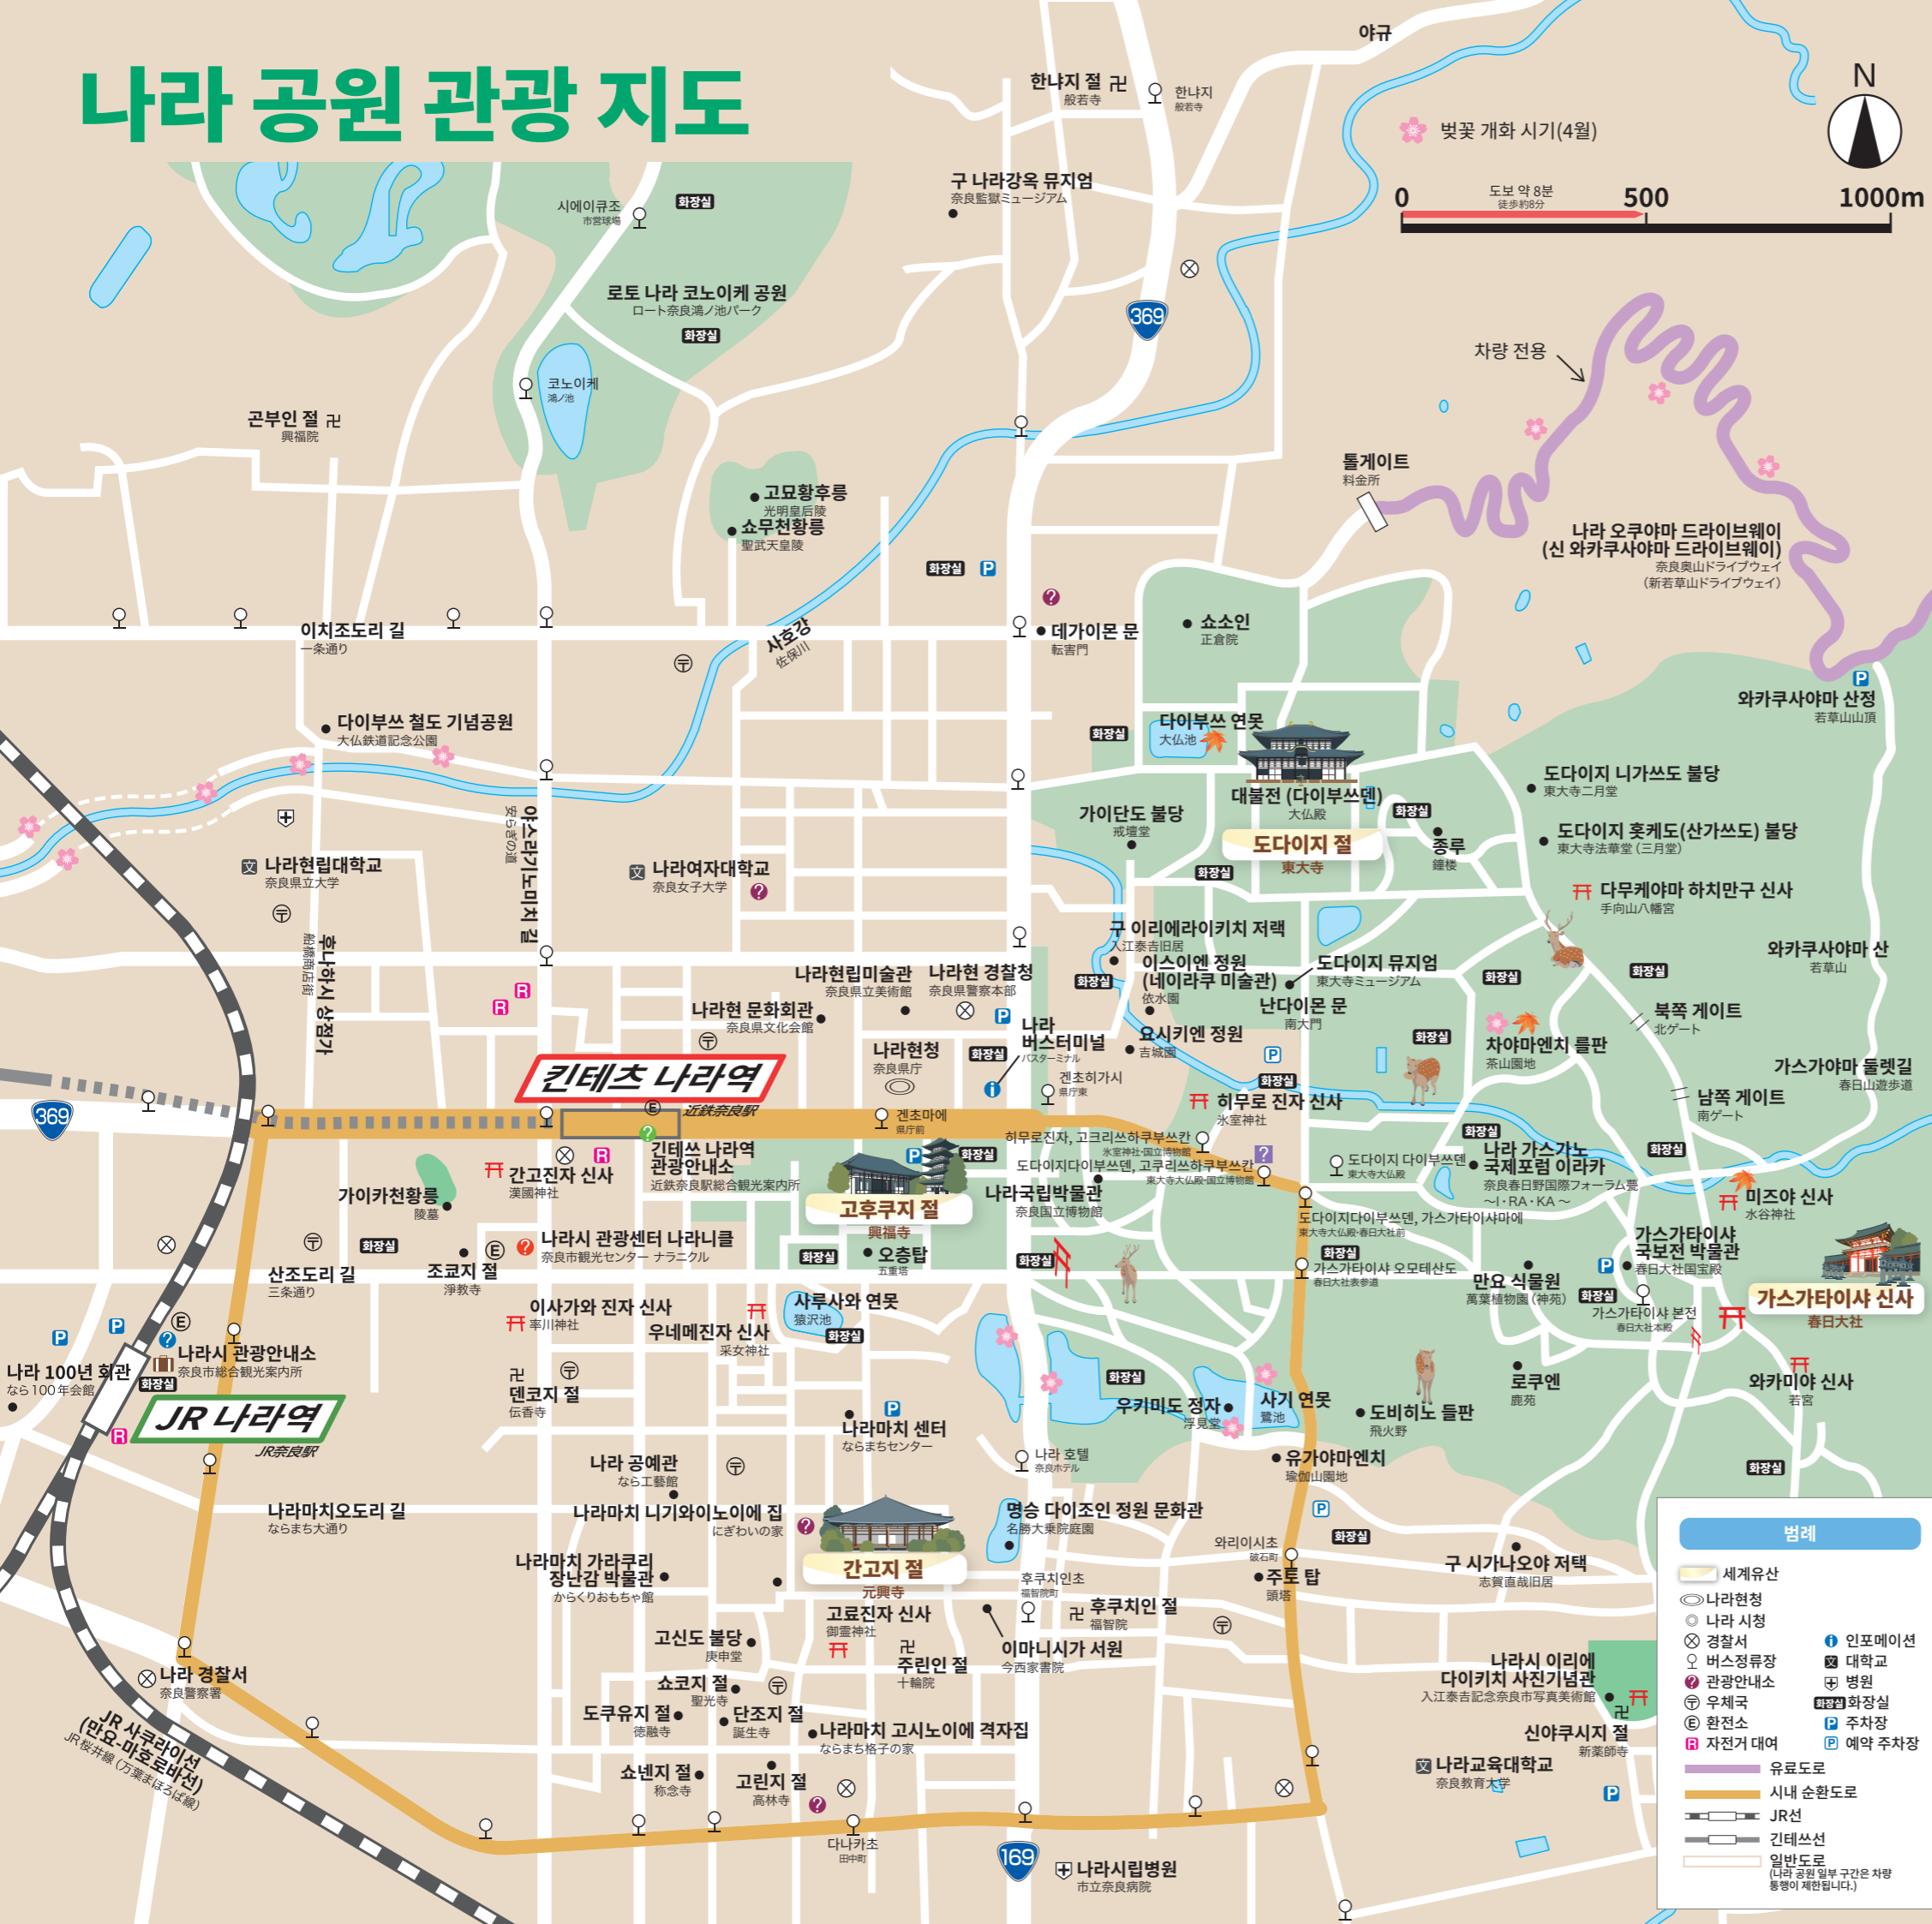 나라 공원 관광 지도
야규
한냐지 절
般若寺
한냐지
般若寺
벚꽃 개화 시기(4월)
N
0
도보 약 8분
徒歩約8分
500
1000m
구 나라강옥 뮤지엄
奈良監獄ミュージアム
시에이큐조
市営球場
화장실
로토 나라 코노이케 공원
ロート奈良鴻ノ池パーク
화장실
369
차량 전용
코노이케
鴻ノ池
곤부인 절
興福院
톨게이트
料金所
고묘황후릉
光明皇后陵
쇼무천황릉
聖武天皇陵
나라 오쿠야마 드라이브웨이
(신 와카쿠사야마 드라이브웨이)
奈良奥山ドライブウェイ
(新若草山ドライブウェイ)
화장실
P
?
이치조도리 길
一条通り
사호강
佐保川
데가이몬 문
転害門
쇼소인
正倉院
P
와카쿠사야마 산정
若草山山頂
다이부쓰 철도 기념공원
大仏鉄道記念公園
화장실
다이부쓰 연못
大仏池
대불전 (다이부쓰덴)
大仏殿
도다이지 절
東大寺
도다이지 니가쓰도 불당
東大寺二月堂
화장실
종루
鐘楼
도다이지 홋케도(산가쓰도) 불당
東大寺法華堂 (三月堂)
가이단도 불당
戒壇堂
야스라기노미치 길
安らぎの道
나라현립대학교
奈良県立大学
나라여자대학교
奈良女子大学
화장실
다무케야마 하치만구 신사
手向山八幡宮
후나하시 상점가
船橋商店街
구 이리에라이키치 저택
入江泰吉旧居
이스이엔 정원
(네이라쿠 미술관)
依水園
도다이지 뮤지엄
東大寺ミュージアム
와카쿠사야마 산
若草山
나라현립미술관
奈良県立美術館
나라현 경찰청
奈良県警察本部
화장실
화장실
화장실
나라현 문화회관
奈良県文化会館
난다이몬 문
南大門
북쪽 게이트
北ゲート
나라
버스터미널
バスターミナル
요시키엔 정원
吉城園
화장실
차야마엔치 들판
茶山園地
나라현청
奈良県庁
화장실
킨테츠 나라역
近鉄奈良駅
겐초히가시
県庁東
화장실
가스가야마 둘렛길
春日山遊歩道
남쪽 게이트
南ゲート
369
겐초마에
県庁前
히무로 진자 신사
氷室神社
화장실
간고진자 신사
漢國神社
킨테쓰 나라역
관광안내소
近鉄奈良駅総合観光案内所
화장실
히무로진자, 고크리쓰하쿠부쓰칸
氷室神社·国立博物館
도다이지다이부쓰덴, 고쿠리쓰하쿠부쓰칸
東大寺大仏殿·国立博物館
도다이지 다이부쓰덴
東大寺大仏殿
나라 가스가노
국제포럼 이라카
奈良春日野国際フォーラム甍
～I・RA・KA～
화장실
가이카천황릉
陵墓
고후쿠지 절
興福寺
나라국립박물관
奈良国立博物館
미즈야 신사
水谷神社
도다이지다이부쓰덴, 가스가타이샤마에
東大寺大仏殿·春日大社前
화장실
나라시 관광센터 나라니클
奈良市観光センター ナラニクル
화장실
오층탑
五重塔
화장실
화장실
가스가타이샤 오모테산도
春日大社表参道
가스가타이샤
국보전 박물관
春日大社国宝殿
산조도리 길
三条通り
조쿄지 절
淨教寺
만요 식물원
萬葉植物園 (神苑)
화장실
가스가타이샤 본전
春日大社本殿
가스가타이샤 신사
春日大社
이사가와 진자 신사
率川神社
우네메진자 신사
采女神社
사루사와 연못
猿沢池
화장실
나라 100년 회관
なら100年会館
나라시 관광안내소
奈良市総合観光案内所
화장실
JR 나라역
JR奈良駅
덴코지 절
伝香寺
화장실
우키미도 정자
浮見堂
사기 연못
鷺池
도비히노 들판
飛火野
로쿠엔
鹿苑
와카미야 신사
若宮
나라마치 센터
ならまちセンター
나라 공예관
なら工藝館
나라 호텔
奈良ホテル
유가야마엔치
瑜伽山園地
화장실
나라마치오도리 길
ならまち大通り
나라마치 니기와이노이에 집
にぎわいの家
명승 다이조인 정원 문화관
名勝大乗院庭園
화장실
나라마치 가라쿠리
장난감 박물관
からくりおもちゃ館
간고지 절
元興寺
와리이시초
破石町
주토 탑
頭塔
구 시가나오야 저택
志賀直哉旧居
후쿠치인초
福智院町
후쿠치인 절
福智院
고료진자 신사
御霊神社
이마니시가 서원
今西家書院
고신도 불당
庚申堂
주린인 절
十輪院
나라 경찰서
奈良警察署
쇼코지 절
聖光寺
도쿠유지 절
徳融寺
단조지 절
誕生寺
나라마치 고시노이에 격자집
ならまち格子の家
나라시 이리에
다이키치 사진기념관
入江泰吉記念奈良市写真美術館
신야쿠시지 절
新薬師寺
JR 사쿠라이선
(만요-마호로바선)
JR桜井線 (万葉まほろば線)
쇼넨지 절
称念寺
고린지 절
高林寺
나라교육대학교
奈良教育大学
다나카초
田中町
169
나라시립병원
市立奈良病院
범례
세계유산
나라현청
나라 시청
경찰서
인포메이션
버스정류장
대학교
관광안내소
병원
우체국
화장실 화장실
환전소
주차장
자전거 대여
예약 주차장
유료도로
시내 순환도로
JR선
긴테쓰선
일반도로
(나라 공원 일부 구간은 차량
통행이 제한됩니다.)